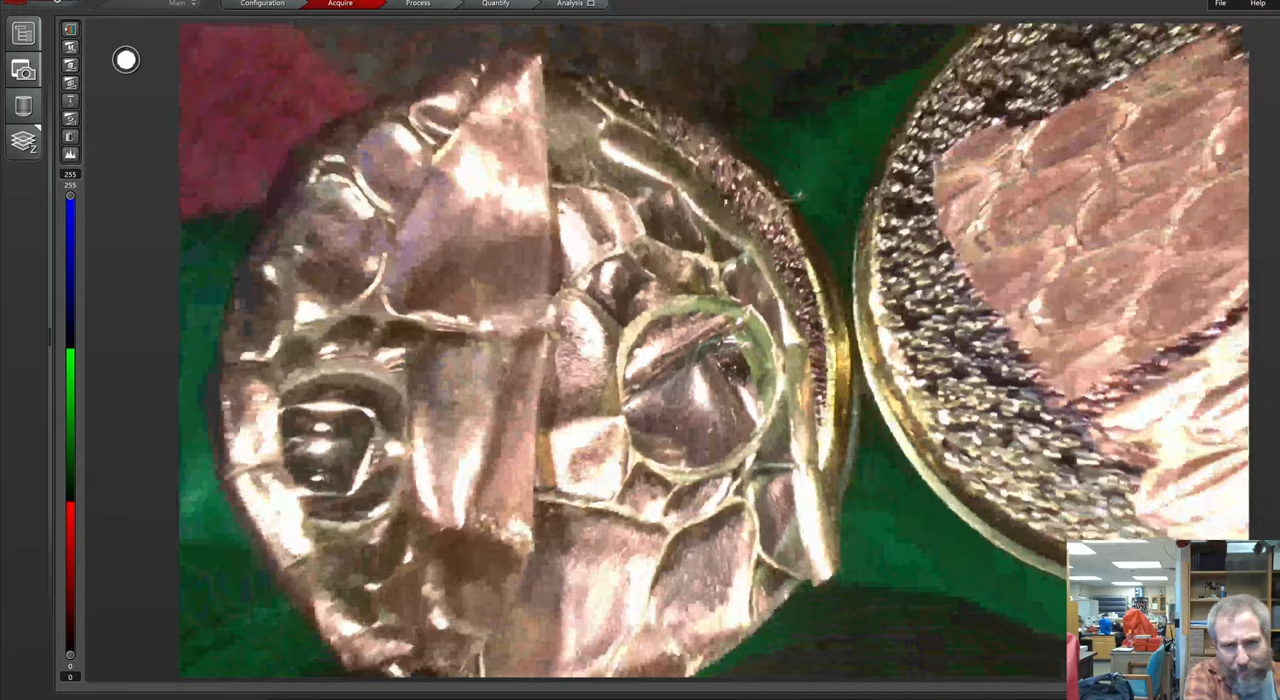 Main
Configuration
Acquire
Process
Quantify
Analysis
File
Help
255
255
Z
0
0